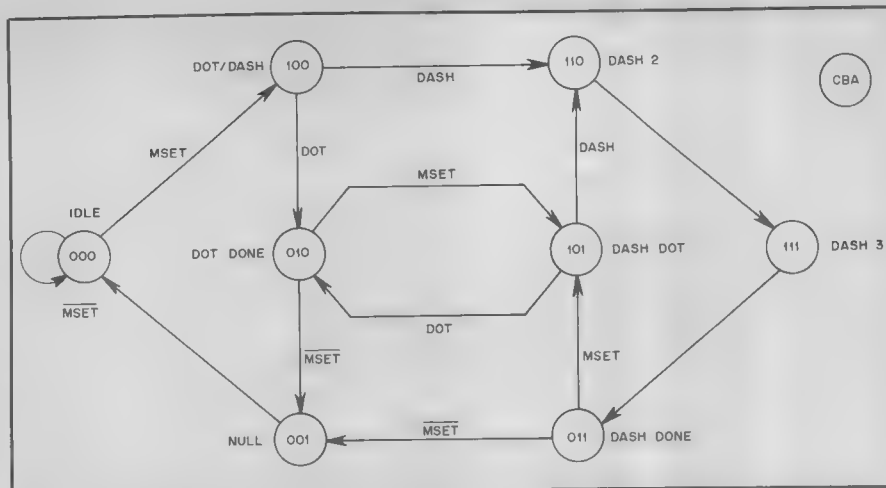 DOT/DASH
100
DASH
110
DASH 2
CBA
MSET
DOT
DASH
MSET
IDLE
000
MSET
DOT DONE
010
101
DASH DOT
111
DASH 3
DOT
MSET
MSET
NULL
001
MSET
011
DASH DONE